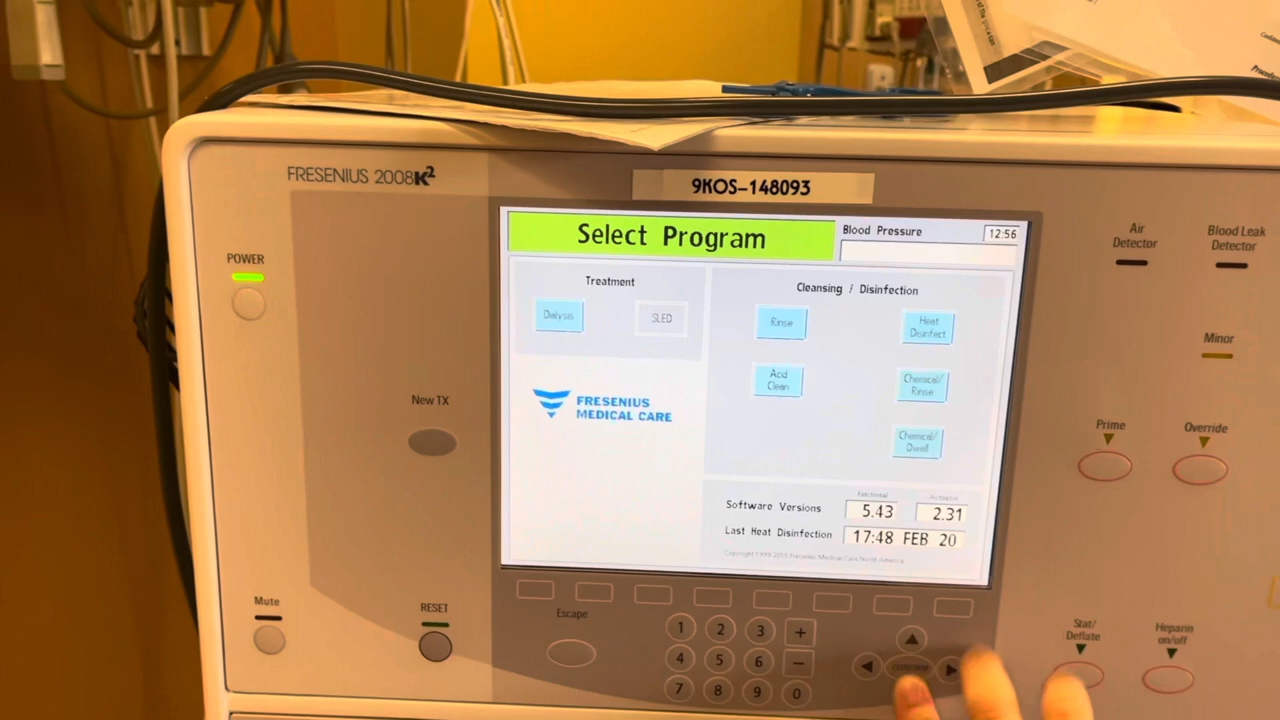 FRESENIUS 2008K²
9KOS-148093
Select Program
Blood Pressure
12:56
Air
Detector
Blood Leak
Detector
POWER
Treatment
Dialysis
SLED
Cleansing / Disinfection
Rinse
Heat
Disinfect
Acid
Clean
Chemical/
Rinse
Chemical/
Dwell
Minor
FRESENIUS
MEDICAL CARE
New TX
Prime
Override
Functional
Actuator
Software Versions
5.43
2.31
Last Heat Disinfection
17:48 FEB 20
Mute
RESET
Escape
1 2 3 +
4 5 6 −
7 8 9 0
CONFIRM
Stat/
Deflate
Heparin
on/off